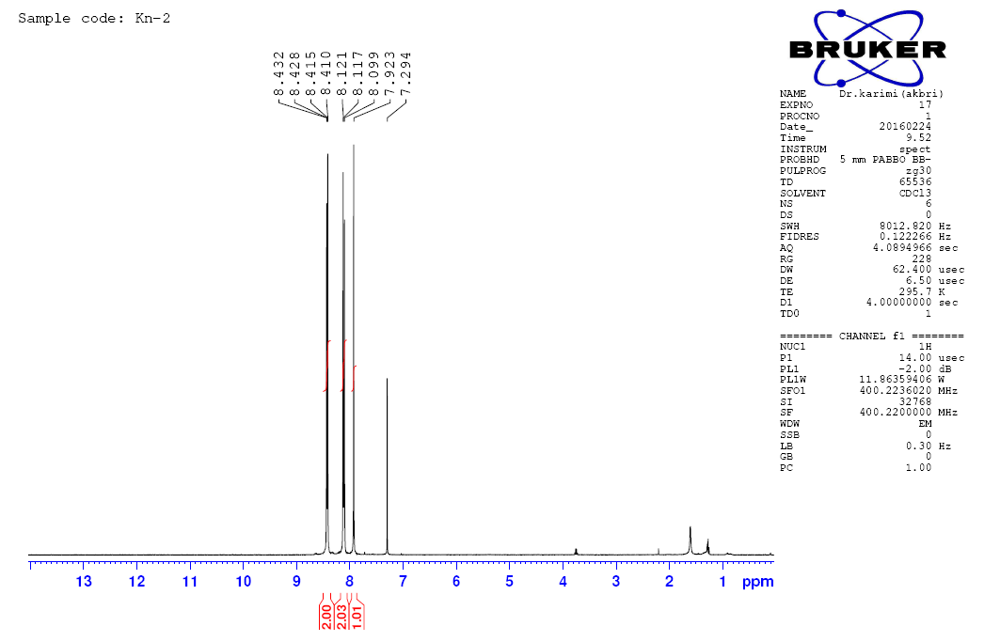 Sample code: Kn-2
BRUKER
8.432
8.428
8.415
8.410
8.121
8.117
8.099
7.923
7.294
NAME Dr.karimi(akbri)
EXPNO 17
PROCNO 1
Date_ 20160224
Time 9.52
INSTRUM spect
PROBHD 5 mm PABBO BB-
PULPROG zg30
TD 65536
SOLVENT CDCl3
NS 6
DS 0
SWH 8012.820 Hz
FIDRES 0.122266 Hz
AQ 4.0894966 sec
RG 228
DW 62.400 usec
DE 6.50 usec
TE 295.7 K
D1 4.00000000 sec
TD0 1
======== CHANNEL f1 ========
NUC1 1H
P1 14.00 usec
PL1 -2.00 dB
PL1W 11.86359406 W
SFO1 400.2236020 MHz
SI 32768
SF 400.2200000 MHz
WDW EM
SSB 0
LB 0.30 Hz
GB 0
PC 1.00
13 12 11 10 9 8 7 6 5 4 3 2 1 ppm
2.00
2.03
1.01